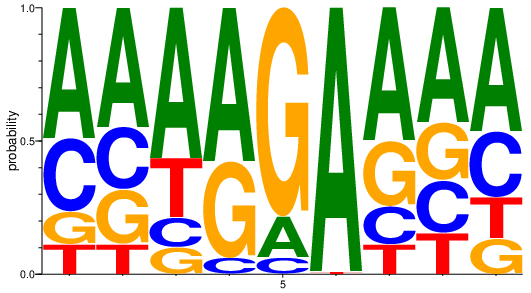 1.0
probability
0.5
0.0
A A A A G A A A A
C C T G A T G G C
G G C C C C C T
T T G T T G
5